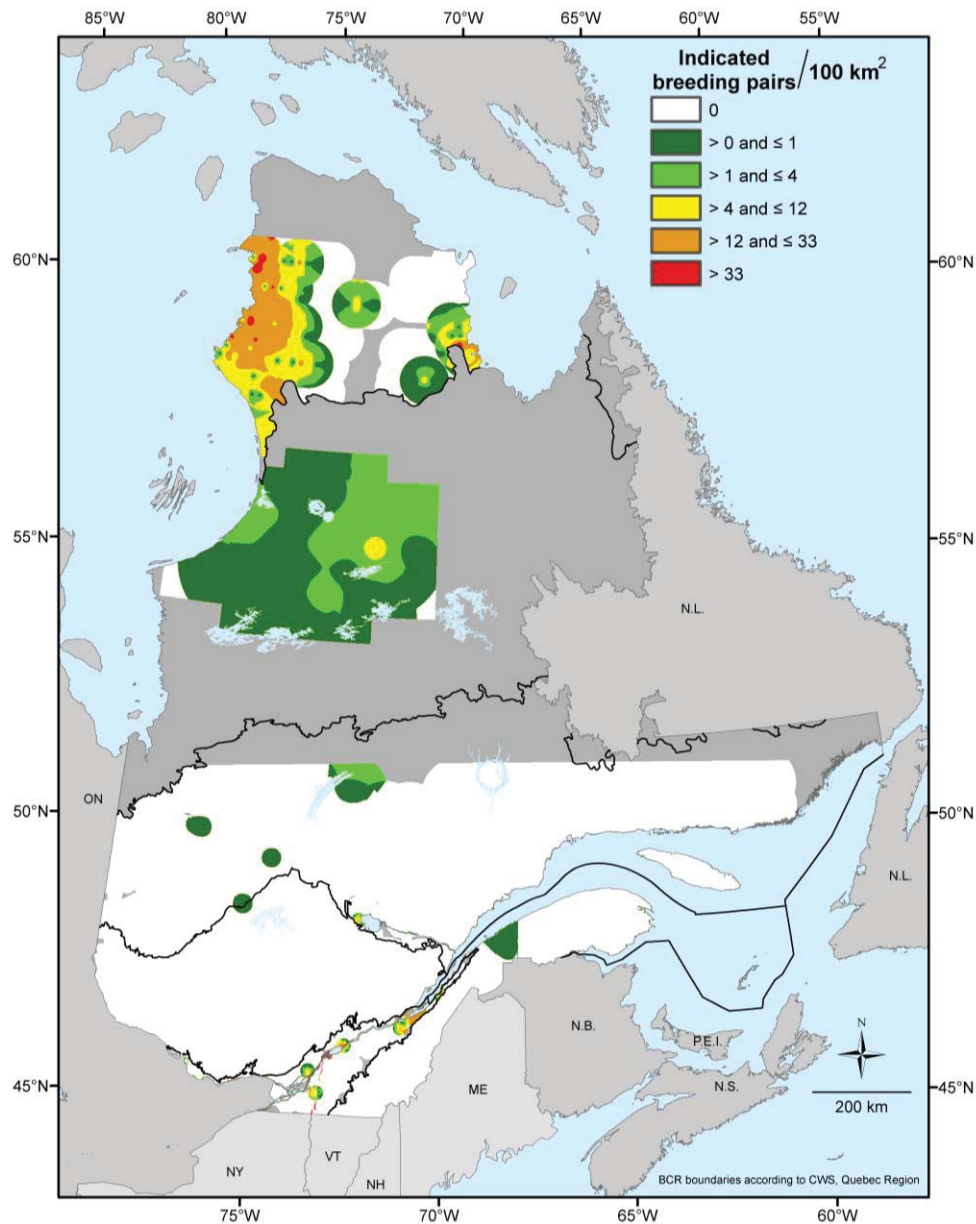 85°W 80°W 75°W 70°W 65°W 60°W 55°W
Indicated
breeding pairs / 100 km²
0
> 0 and ≤ 1
> 1 and ≤ 4
> 4 and ≤ 12
> 12 and ≤ 33
> 33
60°N 60°N
55°N 55°N
N.L.
ON
50°N 50°N
N.L.
N.B.
P.E.I.
N
45°N 45°N
ME
N.S.
200 km
NY
VT
NH
BCR boundaries according to CWS, Quebec Region
75°W 70°W 65°W 60°W